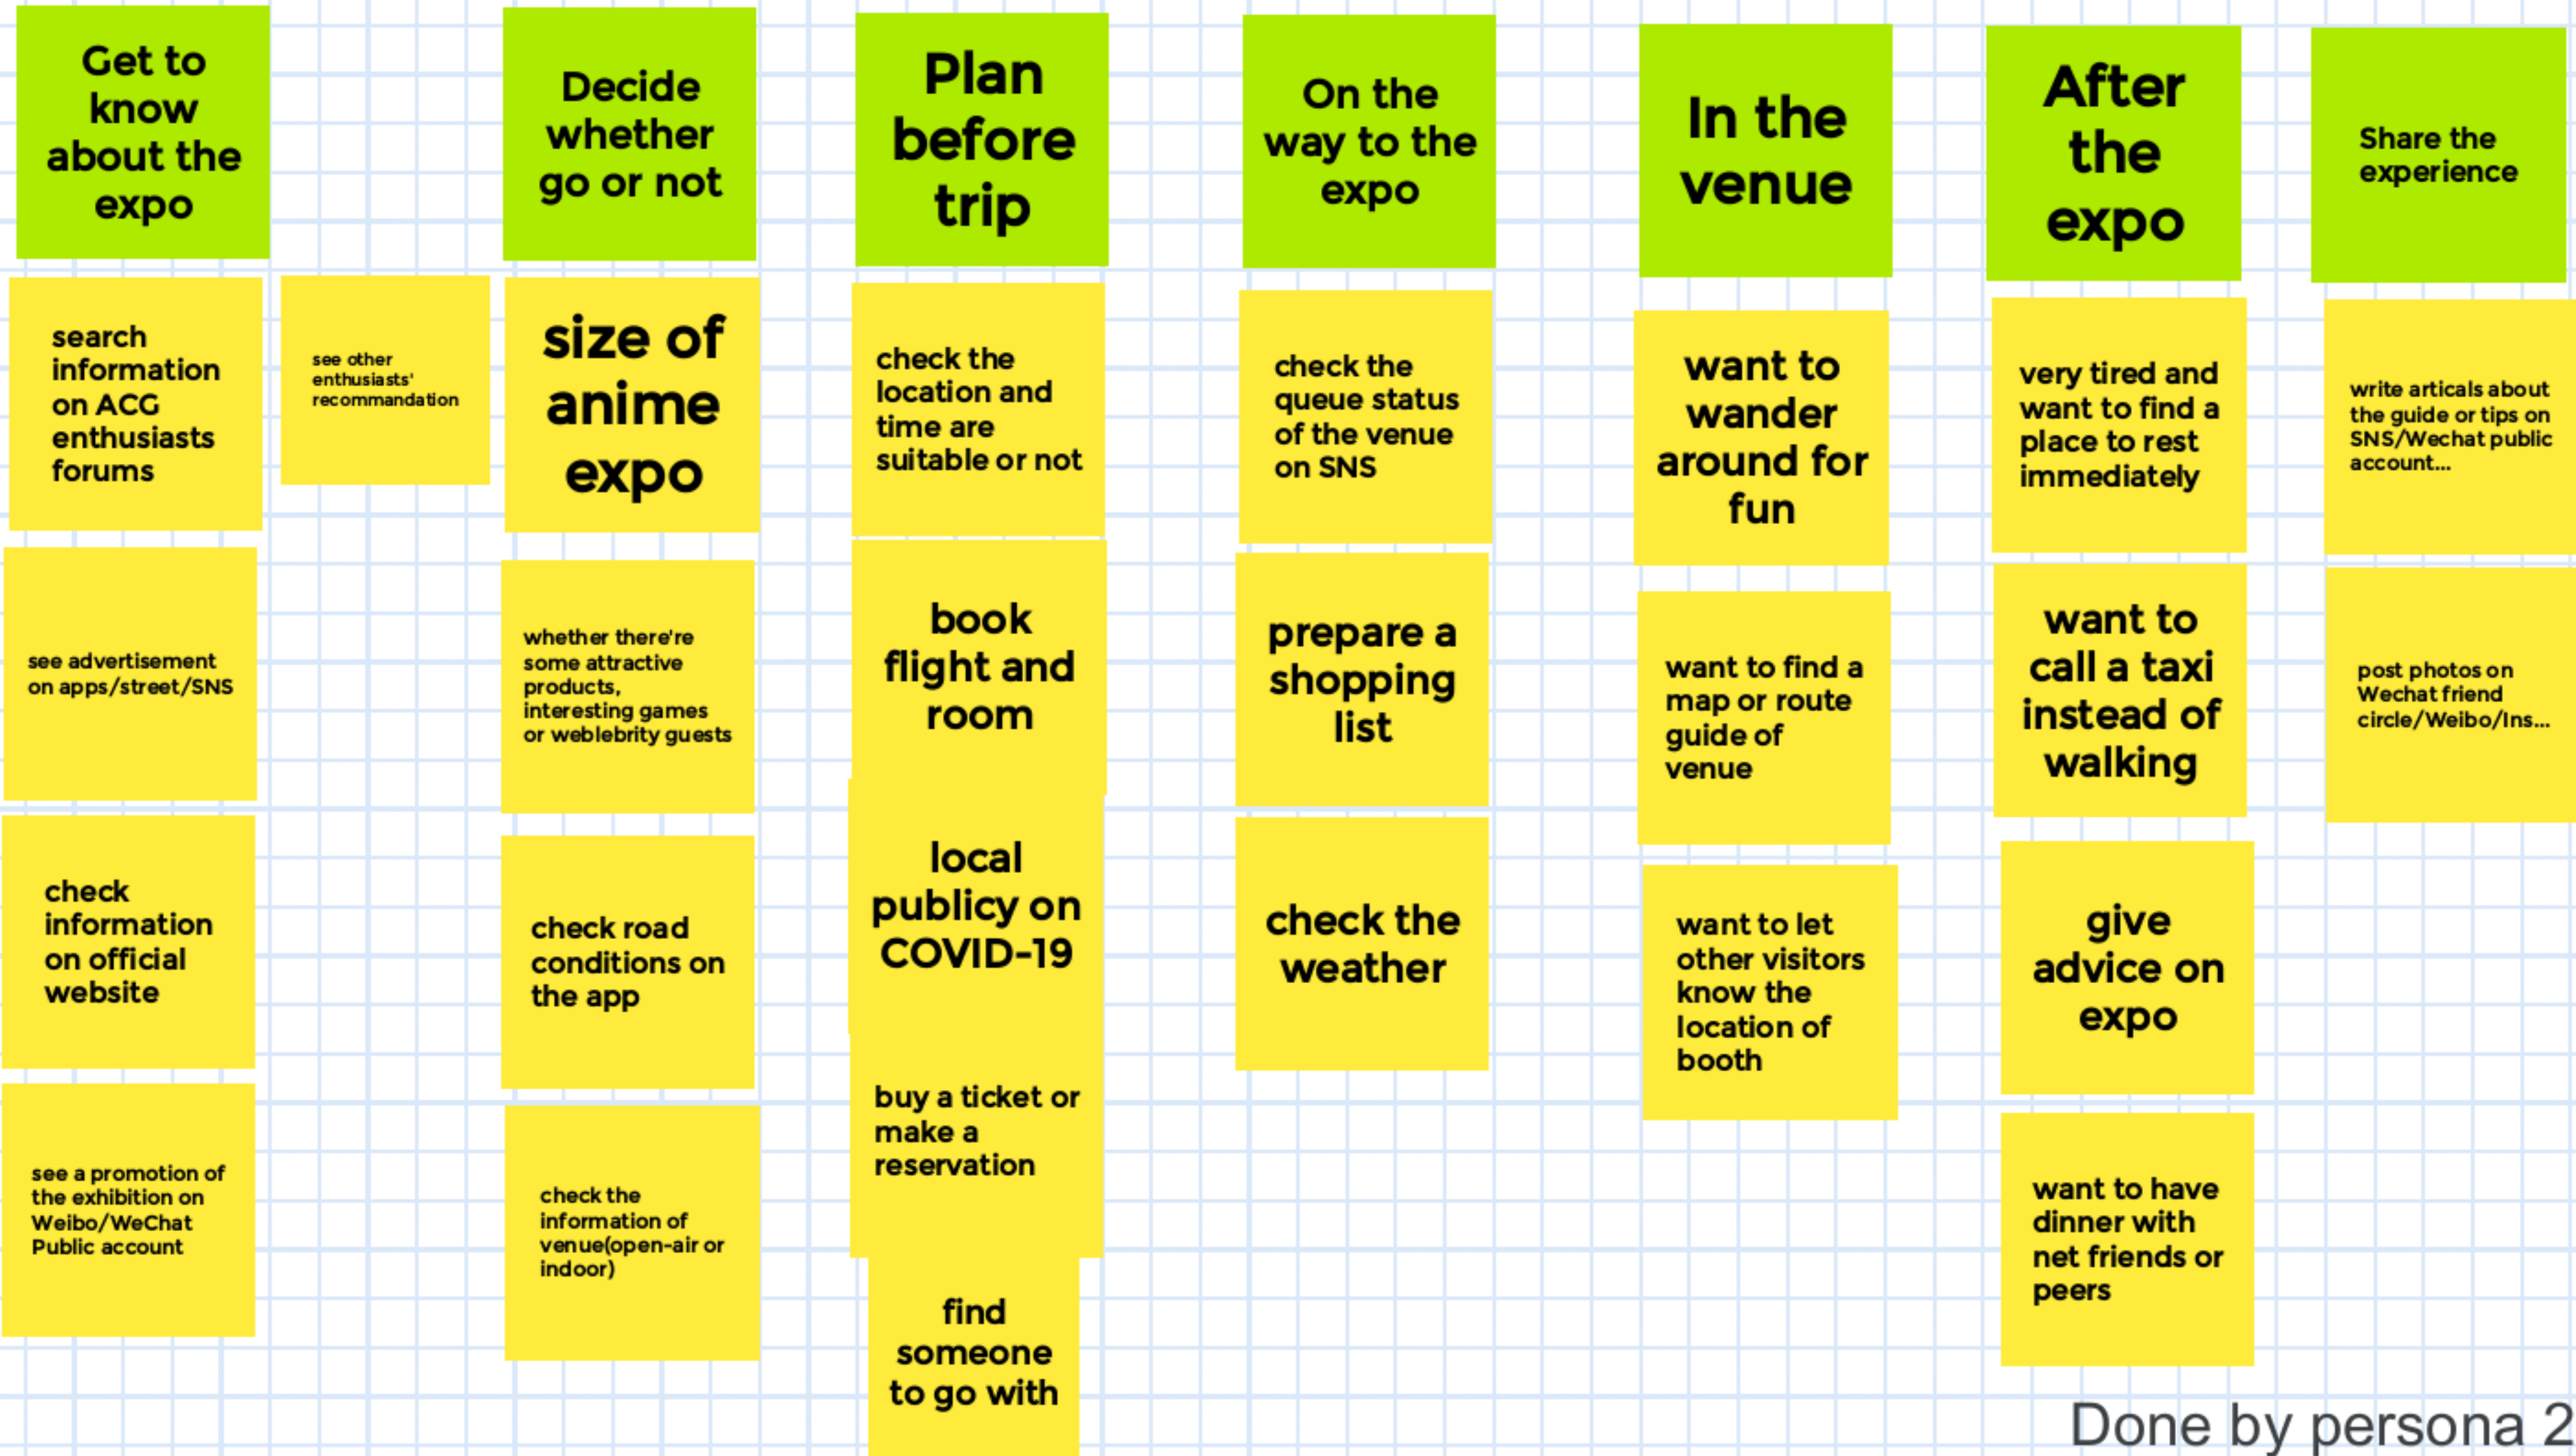 Get to
know
about the
expo
Decide
whether
go or not
Plan
before
trip
On the
way to the
expo
In the
venue
After
the
expo
Share the
experience
search
information
on ACG
enthusiasts
forums
see other
enthusiasts'
recommandation
size of
anime
expo
check the
location and
time are
suitable or not
check the
queue status
of the venue
on SNS
want to
wander
around for
fun
very tired and
want to find a
place to rest
immediately
write articals about
the guide or tips on
SNS/Wechat public
account...
see advertisement
on apps/street/SNS
whether there're
some attractive
products,
interesting games
or weblebrity guests
book
flight and
room
prepare a
shopping
list
want to find a
map or route
guide of
venue
want to
call a taxi
instead of
walking
post photos on
Wechat friend
circle/Weibo/Ins...
check
information
on official
website
check road
conditions on
the app
local
publicy on
COVID-19
check the
weather
want to let
other visitors
know the
location of
booth
give
advice on
expo
see a promotion of
the exhibition on
Weibo/WeChat
Public account
check the
information of
venue(open-air or
indoor)
buy a ticket or
make a
reservation
want to have
dinner with
net friends or
peers
find
someone
to go with
Done by persona 2